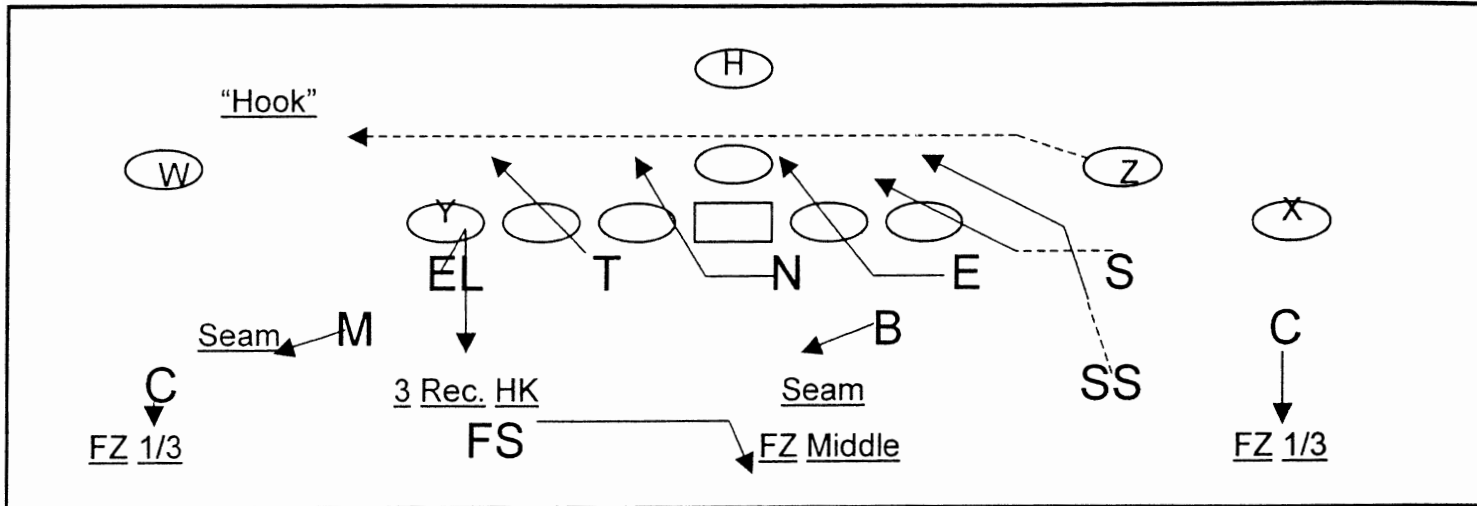 H
“Hook”
W Z
Y X
EL T N E S
Seam M B C
C 3 Rec. HK Seam SS
FZ 1/3 FS FZ Middle FZ 1/3